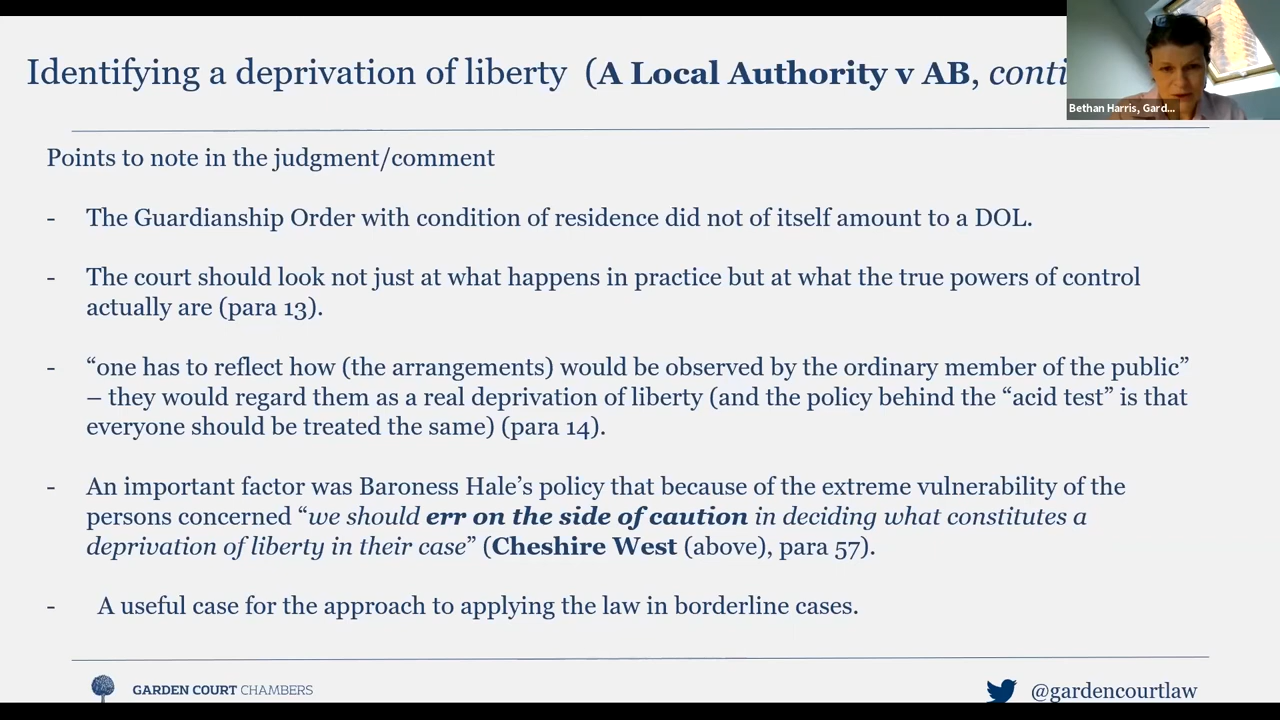 Identifying a deprivation of liberty (A Local Authority v AB, conti
Bethan Harris, Gard...
Points to note in the judgment/comment
- The Guardianship Order with condition of residence did not of itself amount to a DOL.
- The court should look not just at what happens in practice but at what the true powers of control
actually are (para 13).
- “one has to reflect how (the arrangements) would be observed by the ordinary member of the public”
– they would regard them as a real deprivation of liberty (and the policy behind the “acid test” is that
everyone should be treated the same) (para 14).
- An important factor was Baroness Hale’s policy that because of the extreme vulnerability of the
persons concerned “we should err on the side of caution in deciding what constitutes a
deprivation of liberty in their case” (Cheshire West (above), para 57).
- A useful case for the approach to applying the law in borderline cases.
GARDEN COURT CHAMBERS
@gardencourtlaw